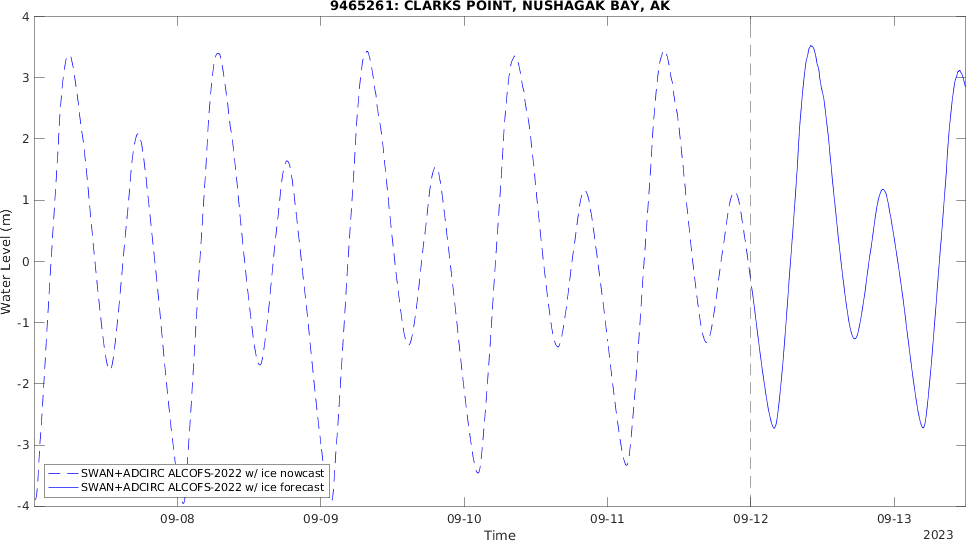 9465261: CLARKS POINT, NUSHAGAK BAY, AK
4
3
2
1
0
-1
-2
-3
-4
Water Level (m)
SWAN+ADCIRC ALCOFS-2022 w/ ice nowcast
SWAN+ADCIRC ALCOFS-2022 w/ ice forecast
09-08 09-09 09-10 09-11 09-12 09-13
Time
2023